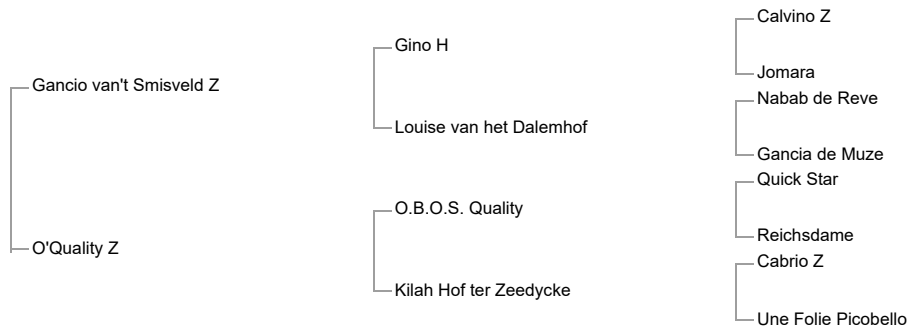 Calvino Z
Gino H
Jomara
Gancio van't Smisveld Z
Nabab de Reve
Louise van het Dalemhof
Gancia de Muze
Quick Star
O.B.O.S. Quality
Reichsdame
O'Quality Z
Cabrio Z
Kilah Hof ter Zeedycke
Une Folie Picobello